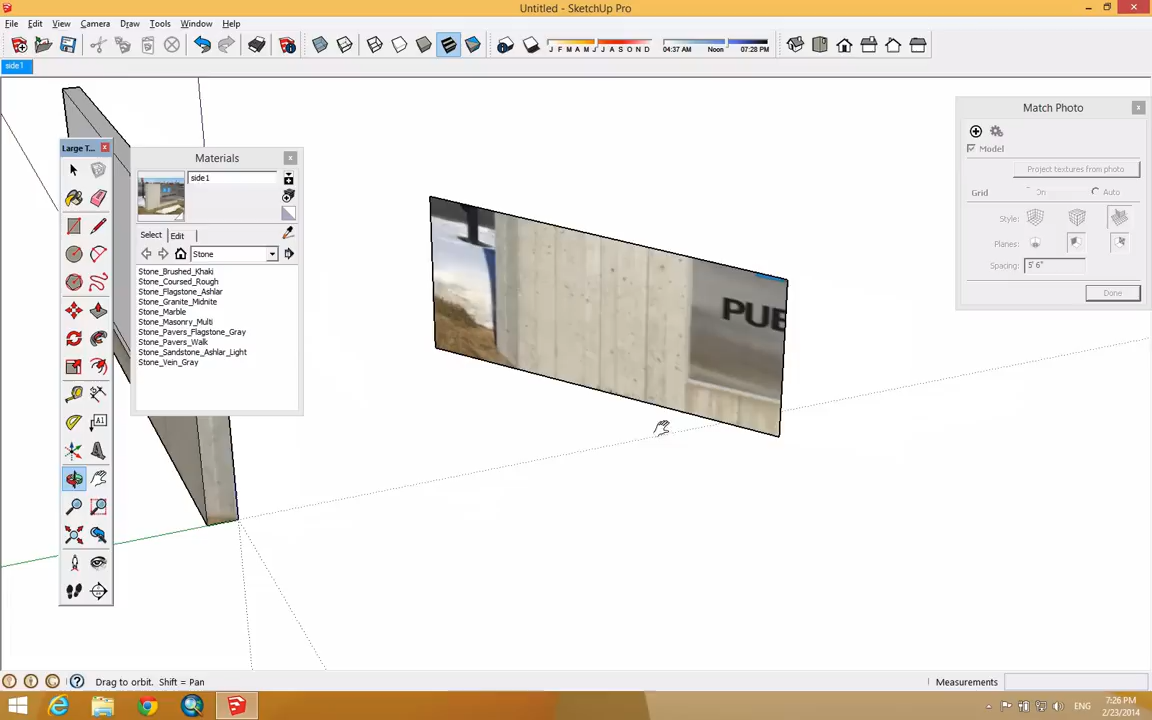 Untitled - SketchUp Pro
File Edit View Camera Draw Tools Window Help
J F M A M J J A S O N D 04:37 AM Noon 07:28 PM
side1
Large T...
Materials
side1
Select Edit
Stone
Stone_Brushed_Khaki
Stone_Coursed_Rough
Stone_Flagstone_Ashlar
Stone_Granite_Midnite
Stone_Marble
Stone_Masonry_Multi
Stone_Pavers_Flagstone_Gray
Stone_Pavers_Walk
Stone_Sandstone_Ashlar_Light
Stone_Vein_Gray
A1
PUB
Match Photo
Model
Project textures from photo
Grid On Auto
Style:
Planes:
Spacing: 5' 6"
Done
Drag to orbit. Shift = Pan
Measurements
ENG
7:26 PM
2/23/2014